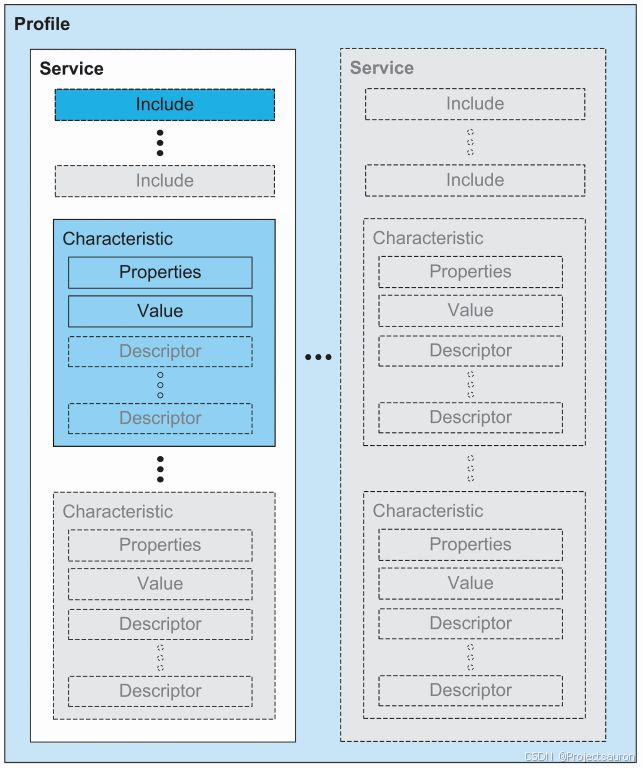 Profile
Service
Include
Include
Characteristic
Properties
Value
Descriptor
Descriptor
Characteristic
Properties
Value
Descriptor
Descriptor
Service
Include
Include
Characteristic
Properties
Value
Descriptor
Descriptor
Characteristic
Properties
Value
Descriptor
Descriptor
CSDN @Projectsauron